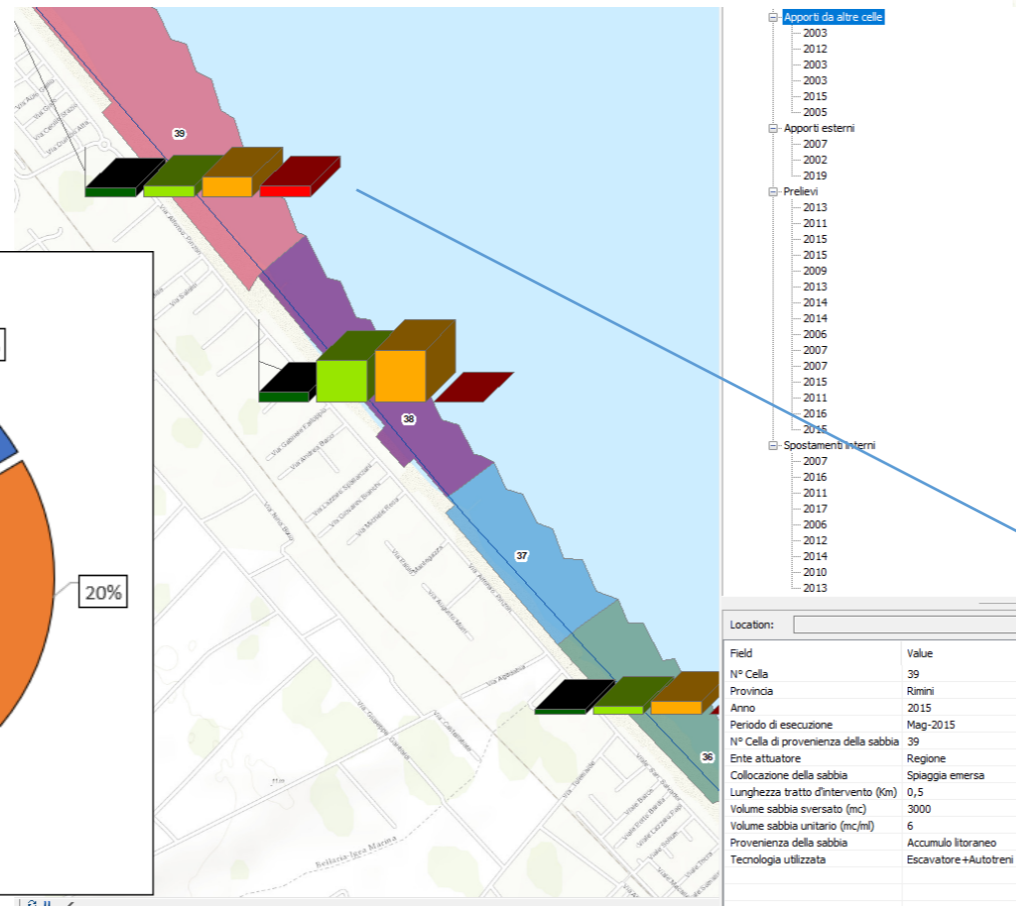 39
38
37
36
20%
Via Agrigento
Bellaria-Igea Marina
Apporti da altre celle
2003
2012
2003
2003
2015
2005
Apporti esterni
2007
2002
2019
Prelievi
2013
2011
2015
2015
2009
2013
2014
2014
2006
2007
2007
2015
2011
2016
2015
Spostamenti interni
2007
2016
2011
2017
2006
2012
2014
2010
2013
Location:
Field Value
N° Cella 39
Provincia Rimini
Anno 2015
Periodo di esecuzione Mag-2015
N° Cella di provenienza della sabbia 39
Ente attuatore Regione
Collocazione della sabbia Spiaggia emersa
Lunghezza tratto d'intervento (Km) 0,5
Volume sabbia sversato (mc) 3000
Volume sabbia unitario (mc/ml) 6
Provenienza della sabbia Accumulo litoraneo
Tecnologia utilizzata Escavatore+Autotreni